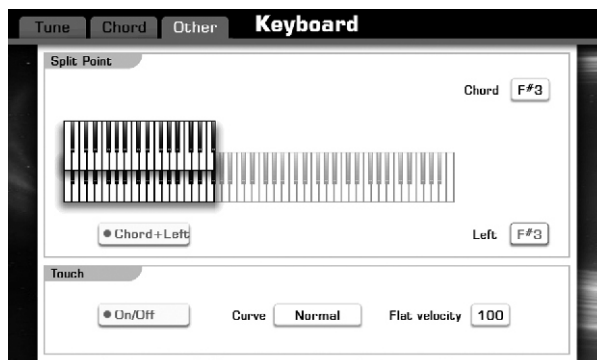 Tune Chord Other Keyboard
Split Point
Chord F#3
Chord+Left
Left F#3
Touch
On/Off Curve Normal Flat velocity 100